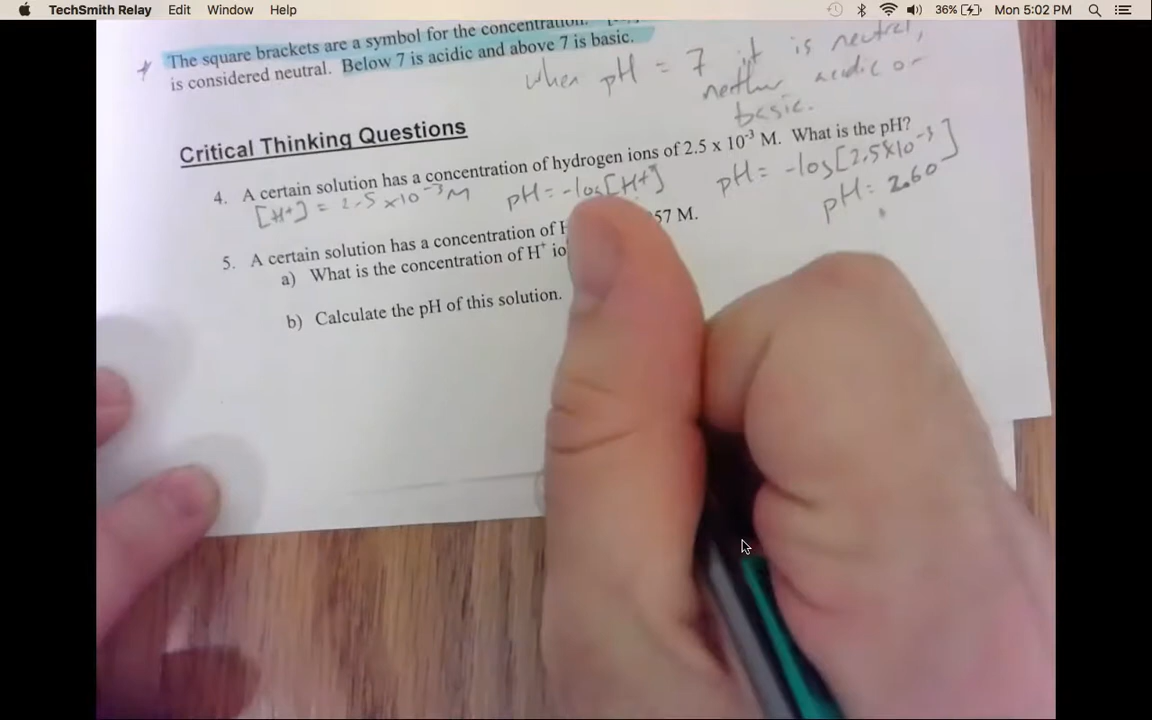 TechSmith Relay Edit Window Help 36% Mon 5:02 PM
The square brackets are a symbol for the concentration.
is considered neutral. Below 7 is acidic and above 7 is basic.
when pH = 7 it is neutral,
neither acidic or
basic.
Critical Thinking Questions
4. A certain solution has a concentration of hydrogen ions of 2.5 x 10-3 M. What is the pH?
[H+] = 2.5 x10-3 M pH = -log[H+] pH = -log[2.5x10-3]
pH = 2.60
5. A certain solution has a concentration of 57 M.
a) What is the concentration of H+
b) Calculate the pH of this solution.